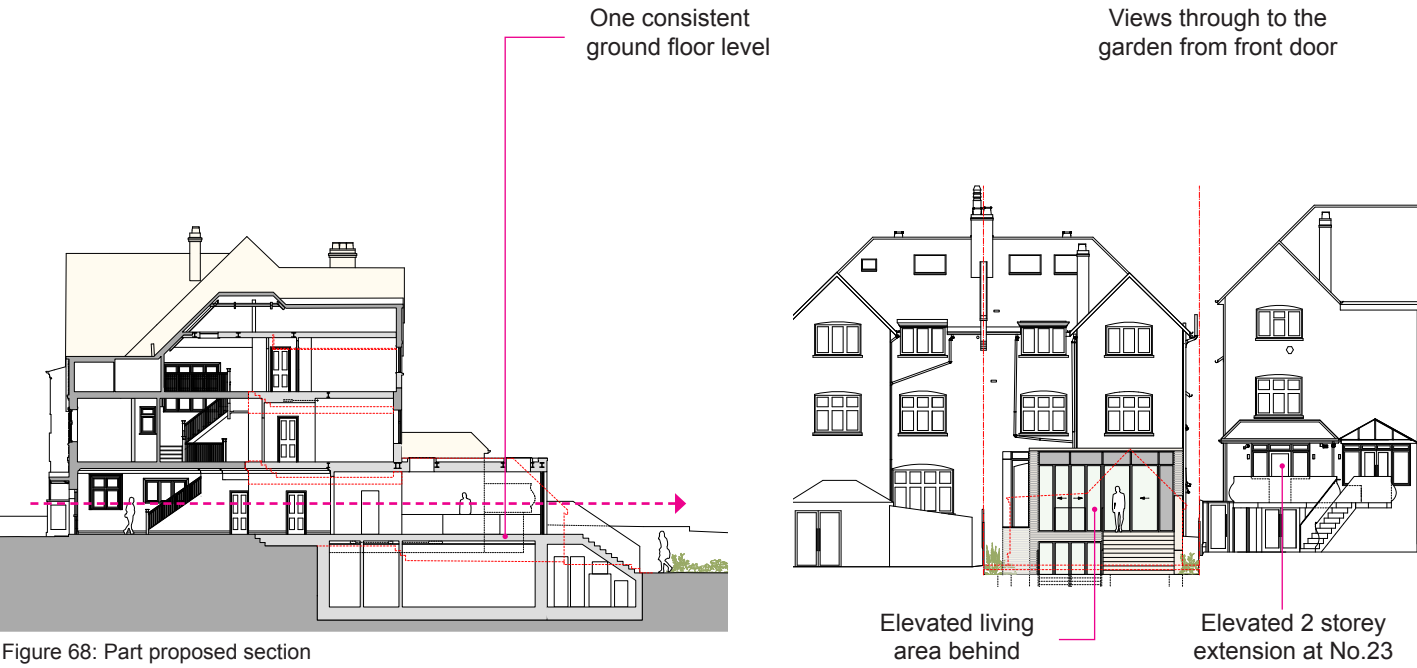 One consistent
ground floor level
Views through to the
garden from front door
Elevated living
area behind
Elevated 2 storey
extension at No.23
Figure 68: Part proposed section